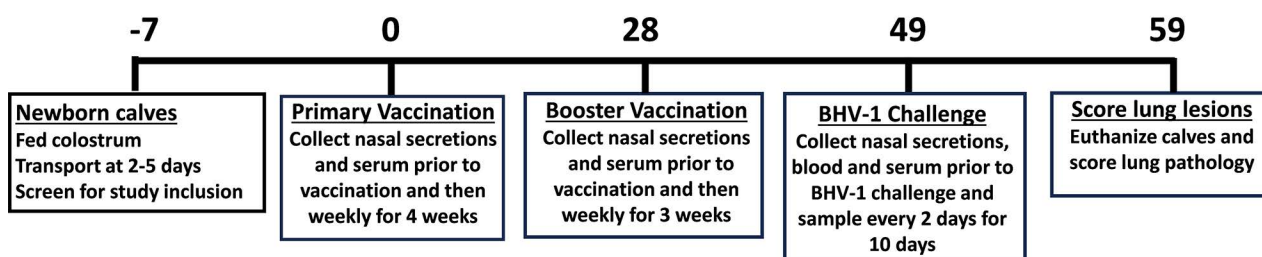 -7
0
28
49
59
Newborn calves
Fed colostrum
Transport at 2-5 days
Screen for study inclusion
Primary Vaccination
Collect nasal secretions
and serum prior to
vaccination and then
weekly for 4 weeks
Booster Vaccination
Collect nasal secretions
and serum prior to
vaccination and then
weekly for 3 weeks
BHV-1 Challenge
Collect nasal secretions,
blood and serum prior to
BHV-1 challenge and
sample every 2 days for
10 days
Score lung lesions
Euthanize calves and
score lung pathology